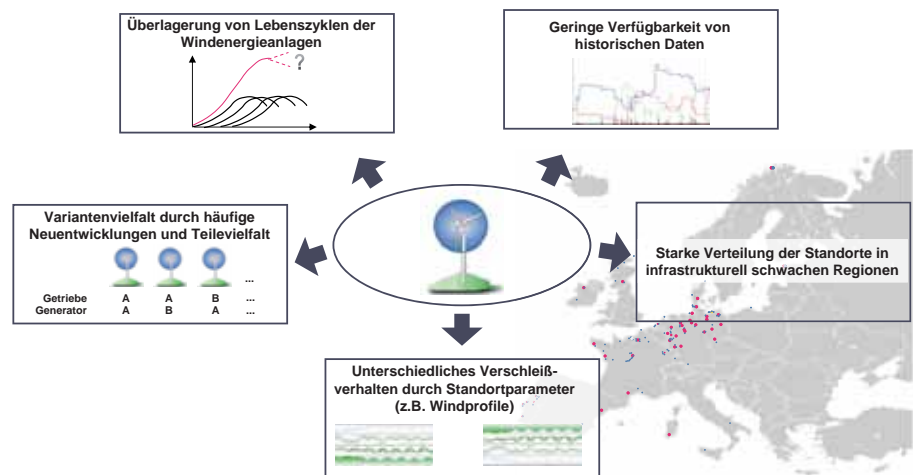 Überlagerung von Lebenszyklen der
Windenergieanlagen
?
Geringe Verfügbarkeit von
historischen Daten
Variantenvielfalt durch häufige
Neuentwicklungen und Teilevielfalt
...
Getriebe A A B ...
Generator A B A ...
Starke Verteilung der Standorte in
infrastrukturell schwachen Regionen
Unterschiedliches Verschleiß-
verhalten durch Standortparameter
(z.B. Windprofile)